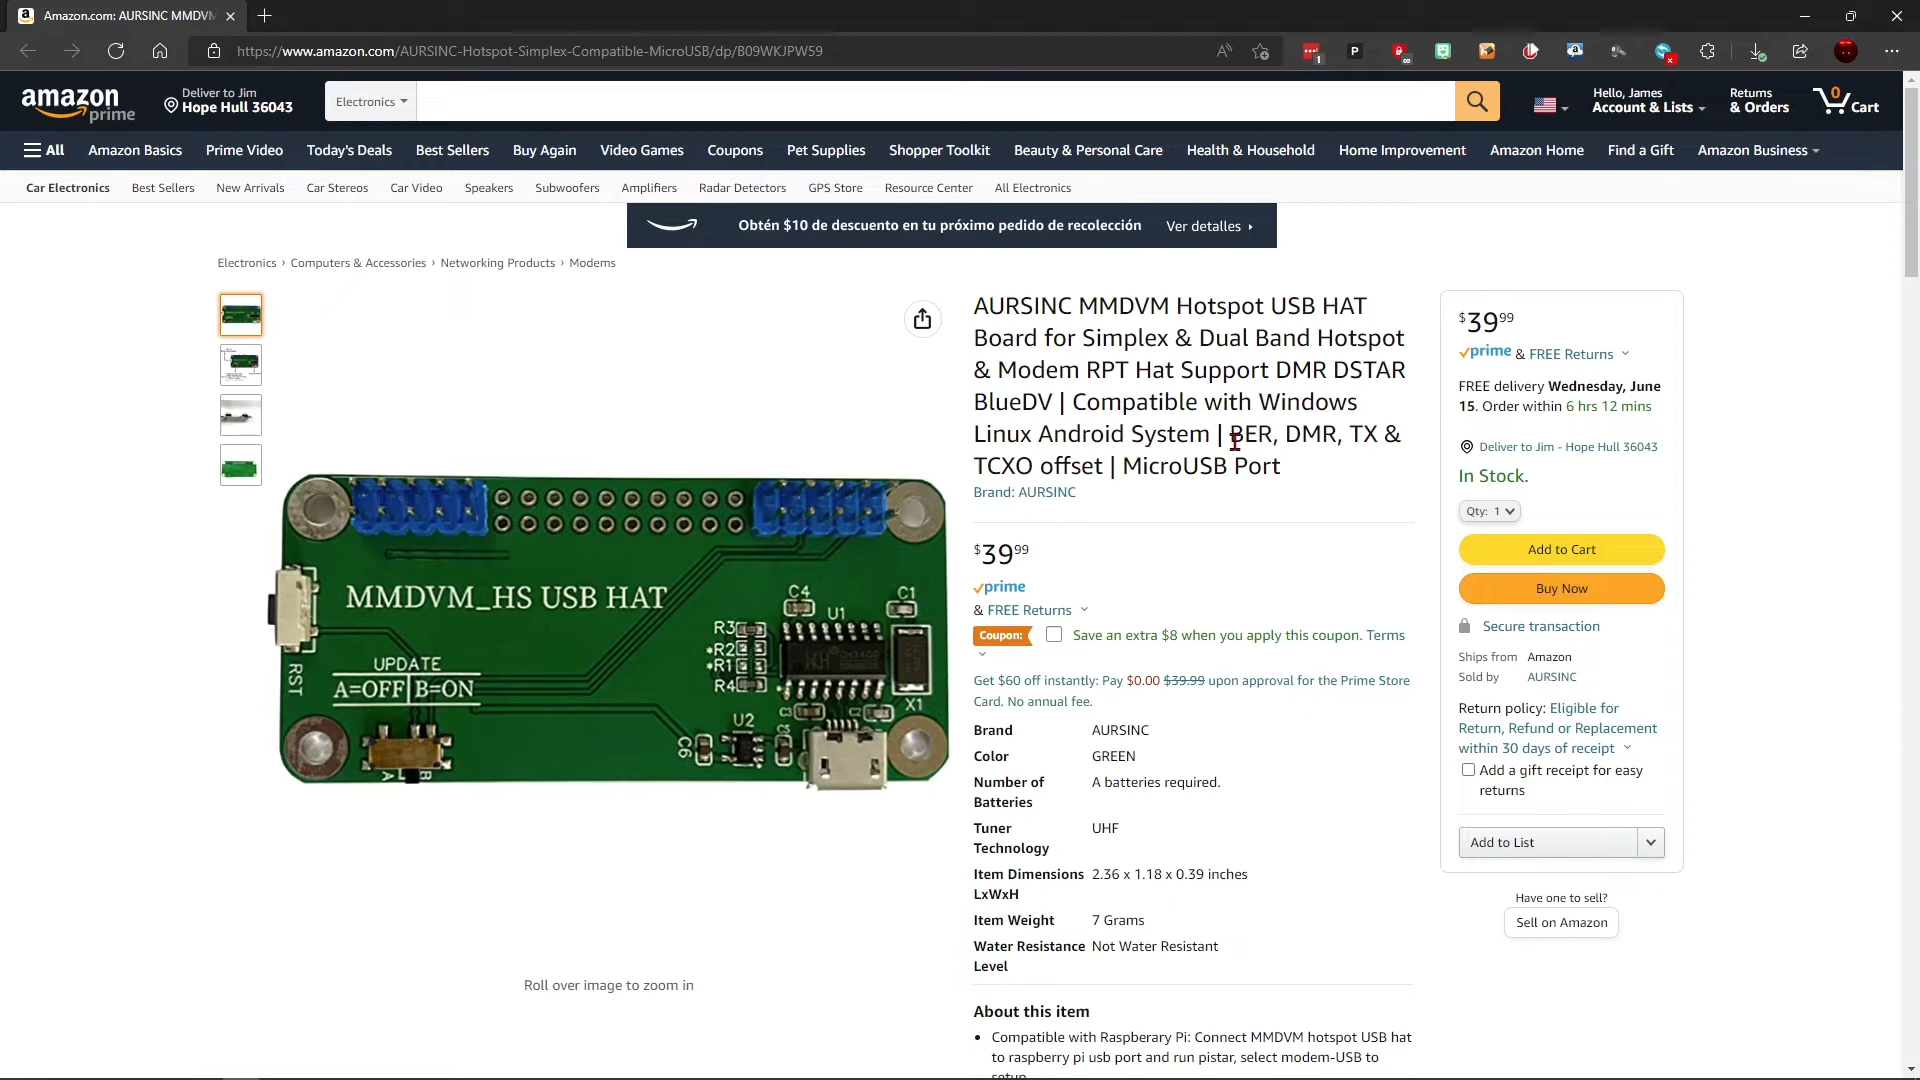 Amazon.com: AURSINC MMDVM
https://www.amazon.com/AURSINC-Hotspot-Simplex-Compatible-MicroUSB/dp/B09WKJPW59
amazon prime
Deliver to Jim
Hope Hull 36043
Electronics
Hello, James
Account & Lists
Returns
& Orders
0
Cart
All
Amazon Basics
Prime Video
Today's Deals
Best Sellers
Buy Again
Video Games
Coupons
Pet Supplies
Shopper Toolkit
Beauty & Personal Care
Health & Household
Home Improvement
Amazon Home
Find a Gift
Amazon Business
Car Electronics
Best Sellers
New Arrivals
Car Stereos
Car Video
Speakers
Subwoofers
Amplifiers
Radar Detectors
GPS Store
Resource Center
All Electronics
Obtén $10 de descuento en tu próximo pedido de recolección Ver detalles ›
Electronics › Computers & Accessories › Networking Products › Modems
MMDVM_HS USB HAT
UPDATE
A=OFF B=ON
RST
A B
R3
*R2
*R1
R4
C4
U1
C1
X1
C3
C2
U2
C6
Roll over image to zoom in
AURSINC MMDVM Hotspot USB HAT
Board for Simplex & Dual Band Hotspot
& Modem RPT Hat Support DMR DSTAR
BlueDV | Compatible with Windows
Linux Android System | BER, DMR, TX &
TCXO offset | MicroUSB Port
Brand: AURSINC
$3999
prime
& FREE Returns
Coupon: Save an extra $8 when you apply this coupon. Terms
Get $60 off instantly: Pay $0.00 $39.99 upon approval for the Prime Store
Card. No annual fee.
Brand AURSINC
Color GREEN
Number of Batteries A batteries required.
Tuner Technology UHF
Item Dimensions LxWxH 2.36 x 1.18 x 0.39 inches
Item Weight 7 Grams
Water Resistance Level Not Water Resistant
About this item
• Compatible with Raspberary Pi: Connect MMDVM hotspot USB hat
to raspberry pi usb port and run pistar, select modem-USB to
setup
$3999
prime & FREE Returns
FREE delivery Wednesday, June
15. Order within 6 hrs 12 mins
Deliver to Jim - Hope Hull 36043
In Stock.
Qty: 1
Add to Cart
Buy Now
Secure transaction
Ships from Amazon
Sold by AURSINC
Return policy: Eligible for
Return, Refund or Replacement
within 30 days of receipt
Add a gift receipt for easy
returns
Add to List
Have one to sell?
Sell on Amazon